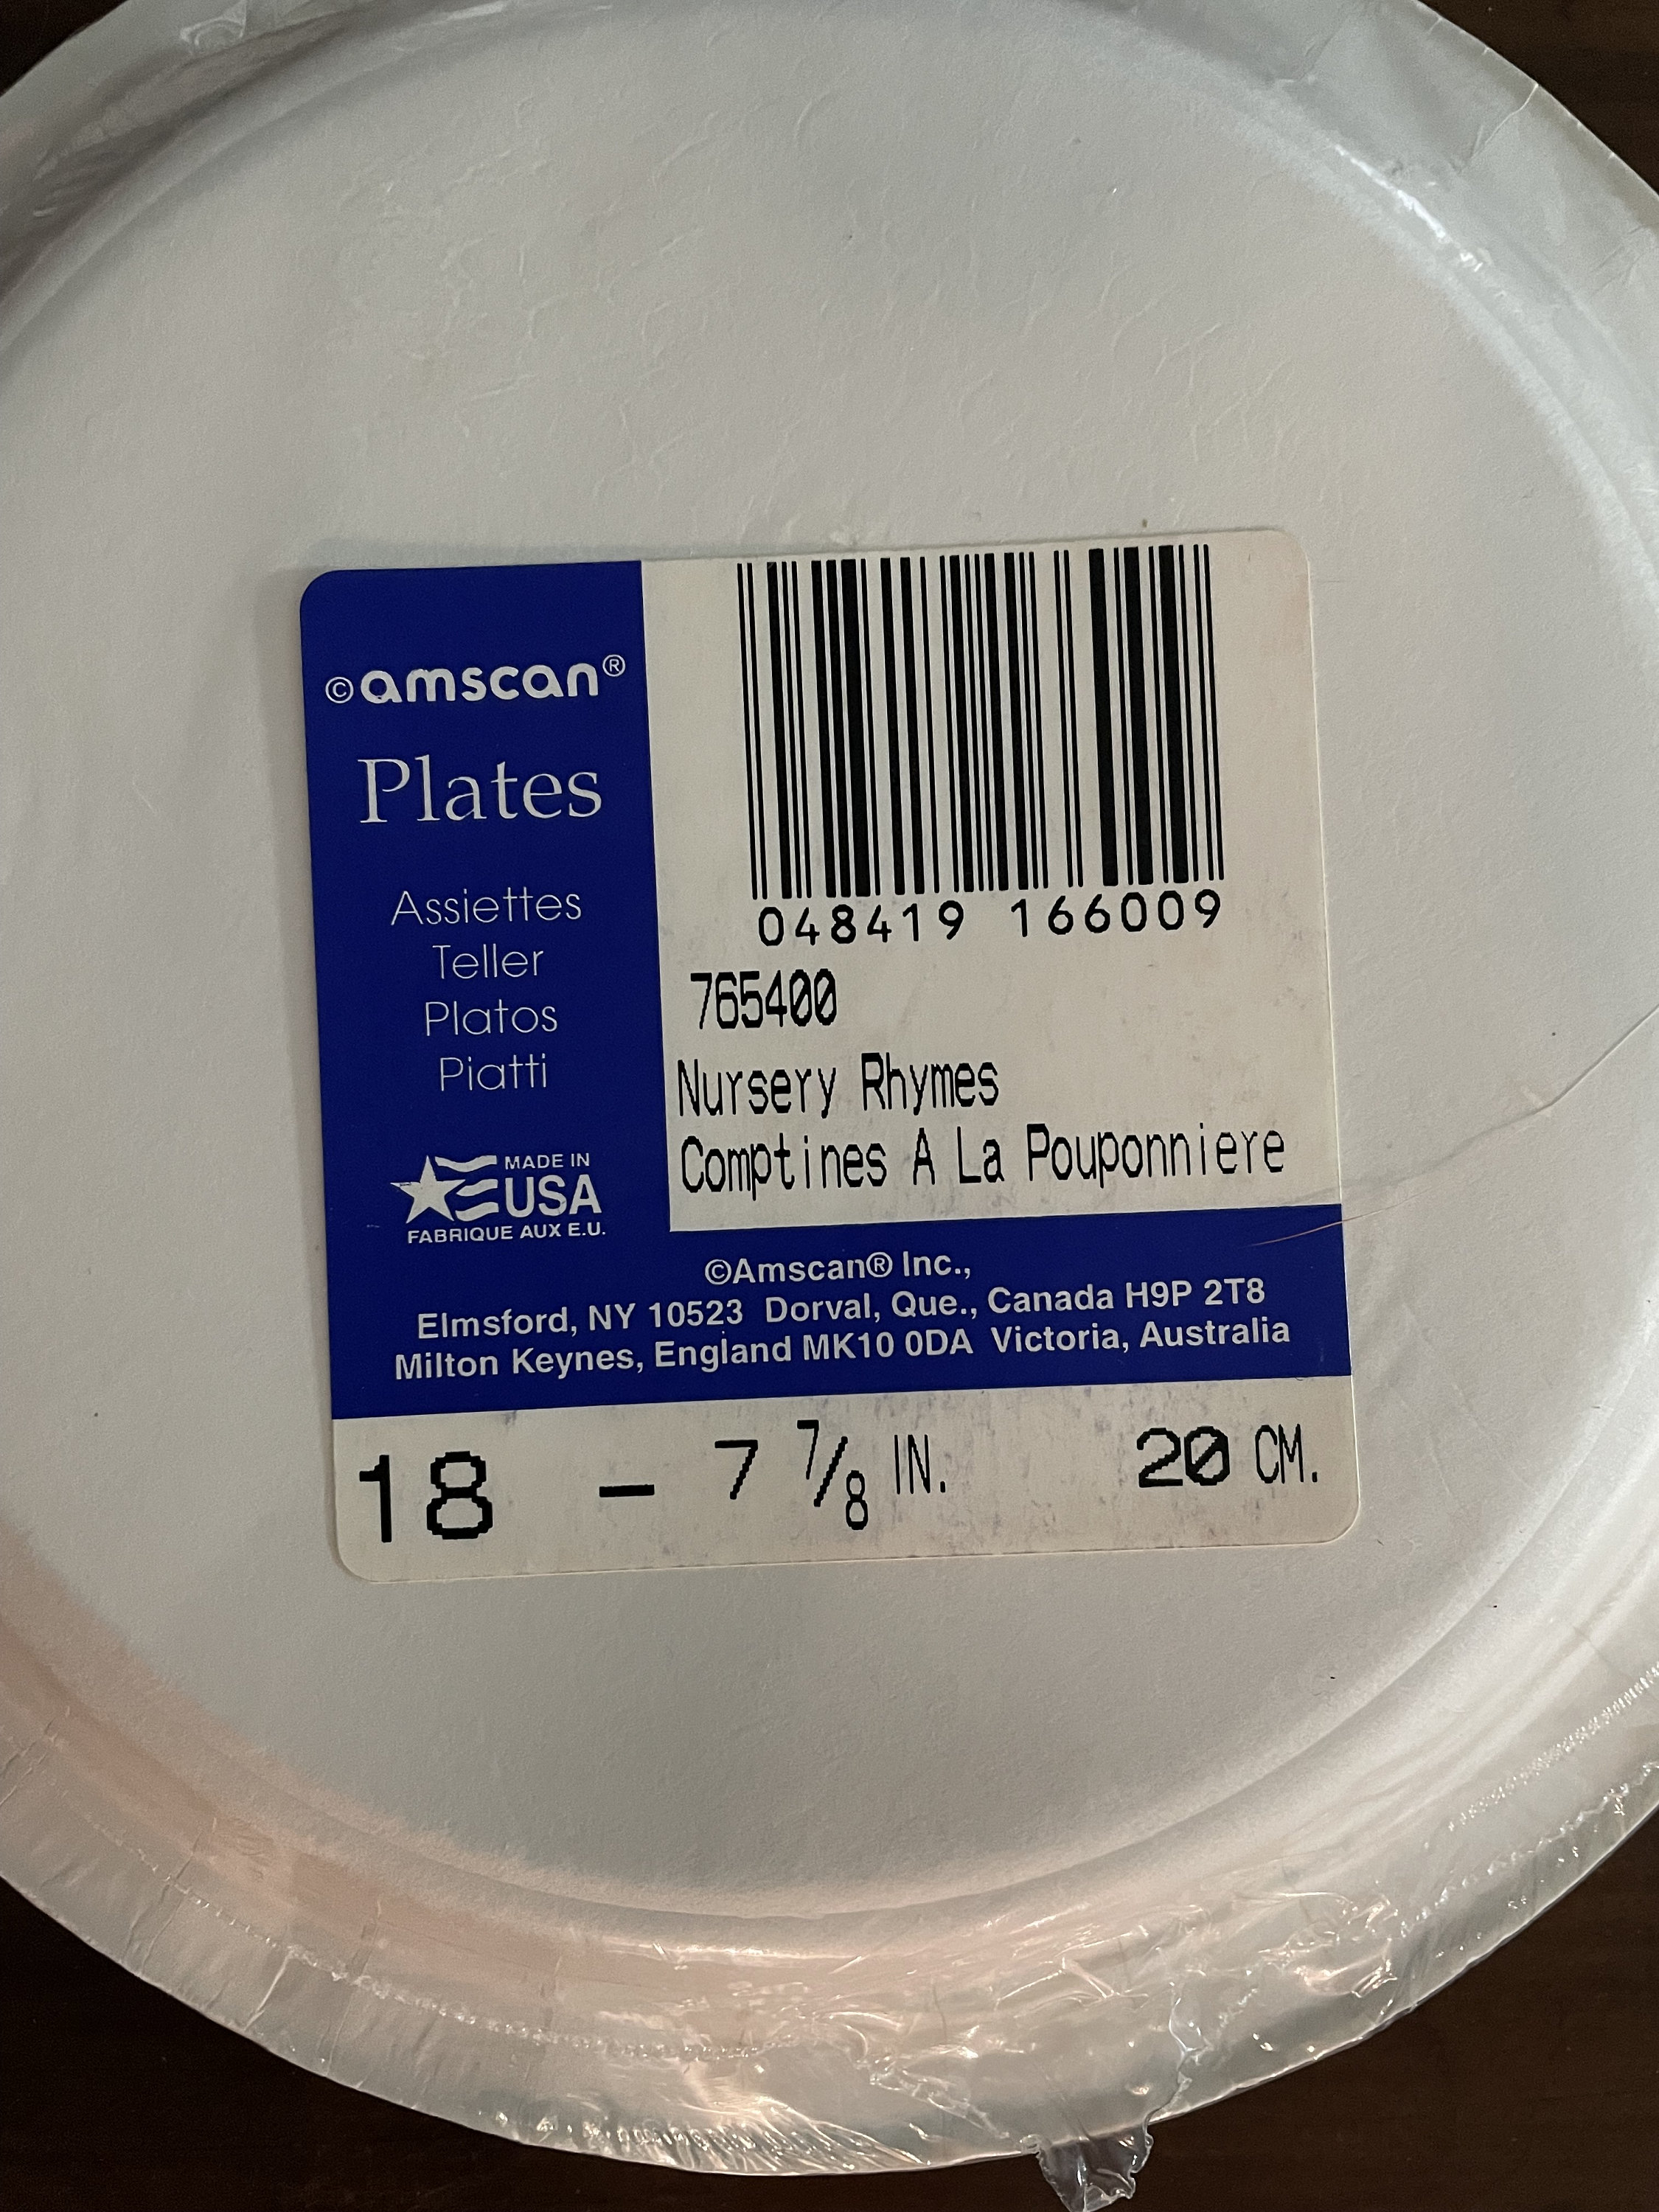 ©amscan®
Plates
Assiettes
Teller
Platos
Piatti
MADE IN
USA
FABRIQUE AUX E.U.
048419 166009
765400
Nursery Rhymes
Comptines A La Pouponniere
©Amscan® Inc.,
Elmsford, NY 10523 Dorval, Que., Canada H9P 2T8
Milton Keynes, England MK10 0DA Victoria, Australia
18 - 7 7/8 IN. 20 CM.